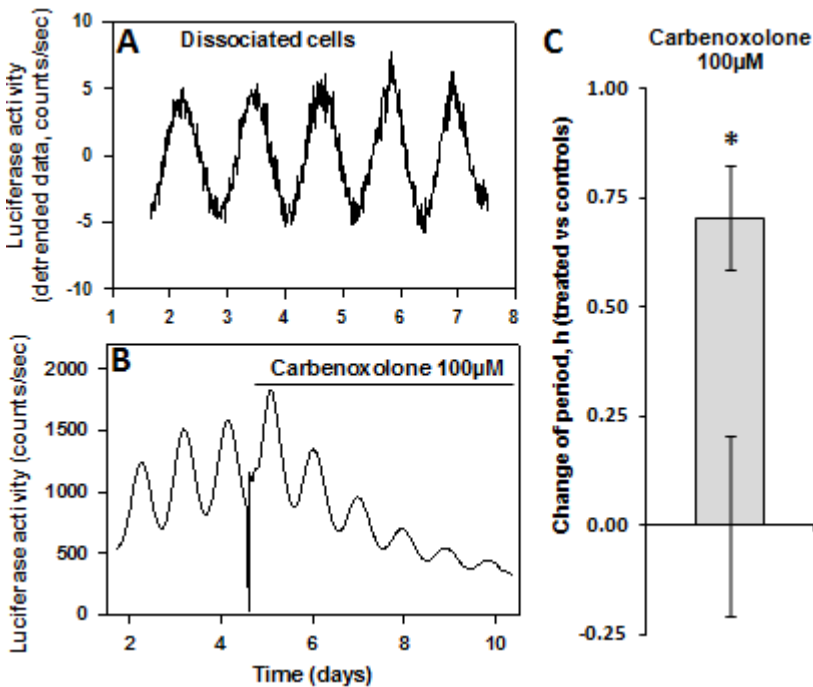 A
Dissociated cells
Luciferase activity
(detrended data, counts/sec)
10
5
0
-5
-10
1 2 3 4 5 6 7 8
B
Carbenoxolone 100µM
Luciferase activity (counts/sec)
2000
1500
1000
500
0
2 4 6 8 10
Time (days)
C
Carbenoxolone
100µM
Change of period, h (treated vs controls)
1.00
*
0.75
0.50
0.25
0.00
-0.25